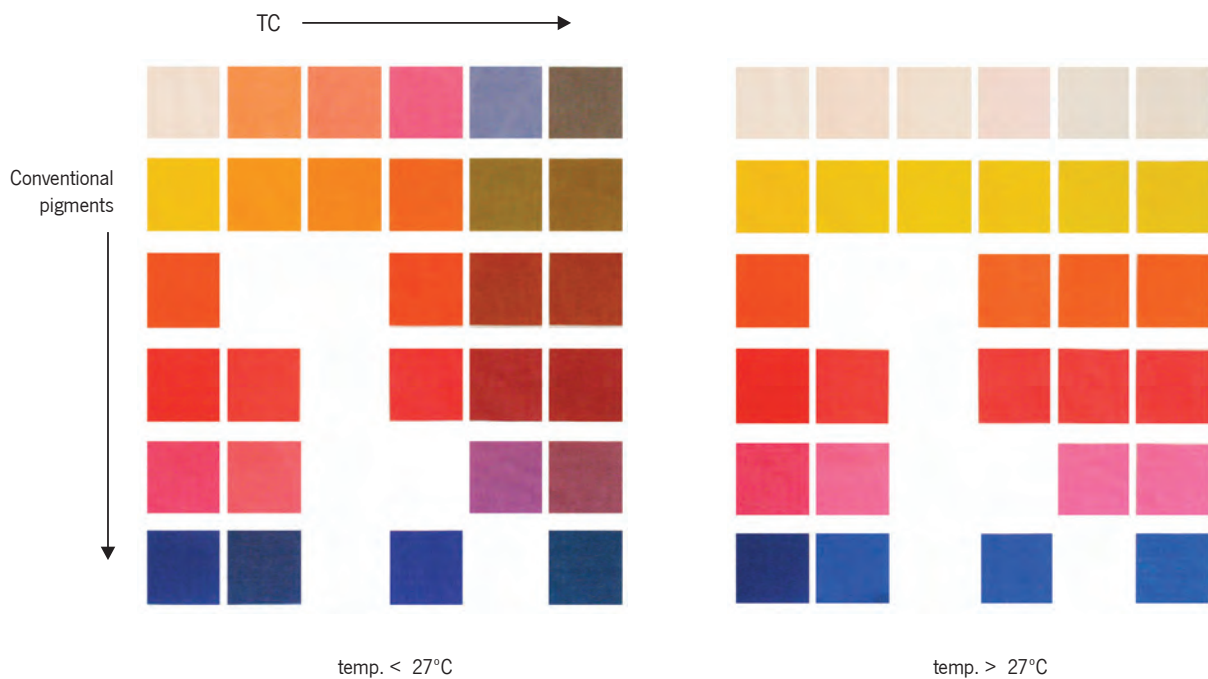 TC
Conventional
pigments
temp. < 27°C
temp. > 27°C